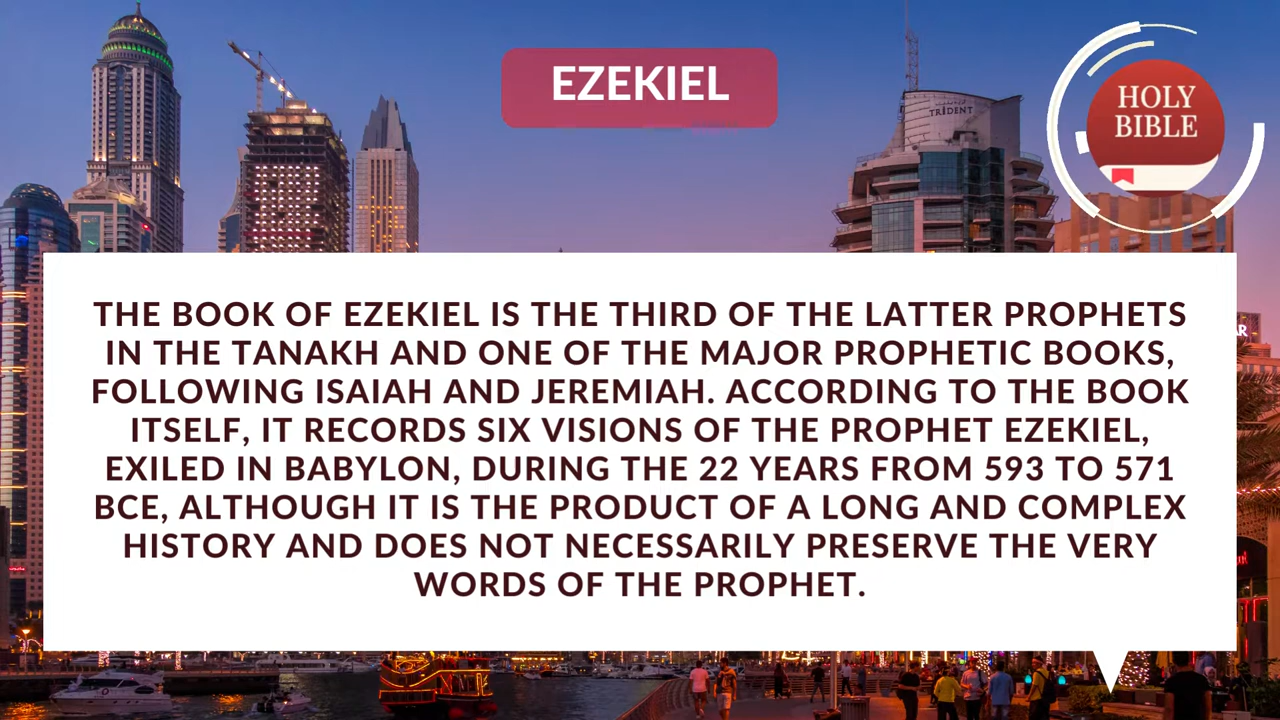 EZEKIEL
HOLY
BIBLE
TRIDENT
THE BOOK OF EZEKIEL IS THE THIRD OF THE LATTER PROPHETS
IN THE TANAKH AND ONE OF THE MAJOR PROPHETIC BOOKS,
FOLLOWING ISAIAH AND JEREMIAH. ACCORDING TO THE BOOK
ITSELF, IT RECORDS SIX VISIONS OF THE PROPHET EZEKIEL,
EXILED IN BABYLON, DURING THE 22 YEARS FROM 593 TO 571
BCE, ALTHOUGH IT IS THE PRODUCT OF A LONG AND COMPLEX
HISTORY AND DOES NOT NECESSARILY PRESERVE THE VERY
WORDS OF THE PROPHET.